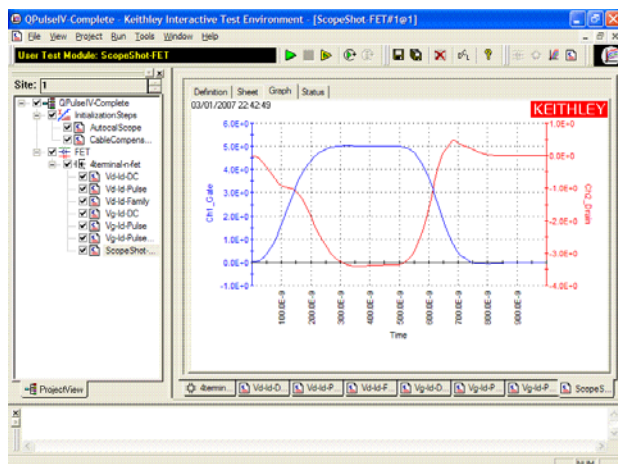 QPulseIV-Complete - Keithley Interactive Test Environment - [ScopeShot-FET#1@1]
File View Project Run Tools Window Help
User Test Module: ScopeShot-FET
Site: 1
QPulseIV-Complete
InitializationSteps
AutocalScope
CableCompens...
FET
4terminal-n-fet
Vd-Id-DC
Vd-Id-Pulse
Vd-Id-Family
Vg-Id-DC
Vg-Id-Pulse
Vg-Id-Pulse...
ScopeShot-...
ProjectView
Definition Sheet Graph Status
03/01/2007 22:42:49
KEITHLEY
6.0E+0
5.0E+0
4.0E+0
3.0E+0
2.0E+0
1.0E+0
0.0E+0
-1.0E+0
Ch1_Gate
1.0E+0
0.0E+0
-1.0E+0
-2.0E+0
-3.0E+0
-4.0E+0
Ch2_Drain
100.0E-9
200.0E-9
300.0E-9
400.0E-9
500.0E-9
600.0E-9
700.0E-9
800.0E-9
900.0E-9
Time
4termin... Vd-Id-D... Vd-Id-P... Vd-Id-F... Vg-Id-D... Vg-Id-P... Vg-Id-P... ScopeS...